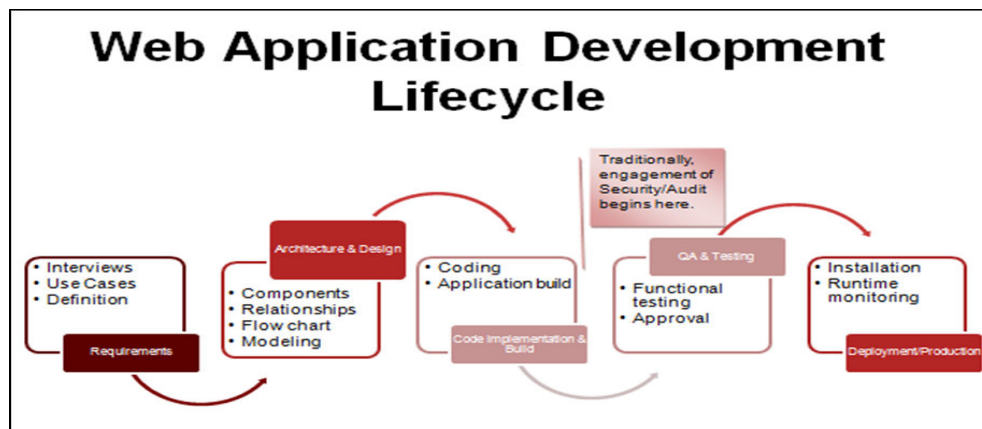 Web Application Development
Lifecycle
Traditionally,
engagement of
Security/Audit
begins here.
• Interviews
• Use Cases
• Definition
Requirements
Architecture & Design
• Components
• Relationships
• Flow chart
• Modeling
• Coding
• Application build
Code Implementation &
Build
QA & Testing
• Functional
testing
• Approval
• Installation
• Runtime
monitoring
Deployment/Production